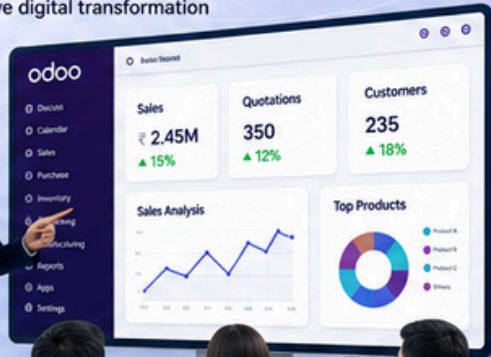 ve digital transformation
odoo
Discuss
Calendar
Sales
Purchase
Inventory
Reports
Apps
Settings
Sales
₹ 2.45M
▲ 15%
Quotations
350
▲ 12%
Customers
235
▲ 18%
Sales Analysis
Top Products
Product A
Product B
Product C
Others